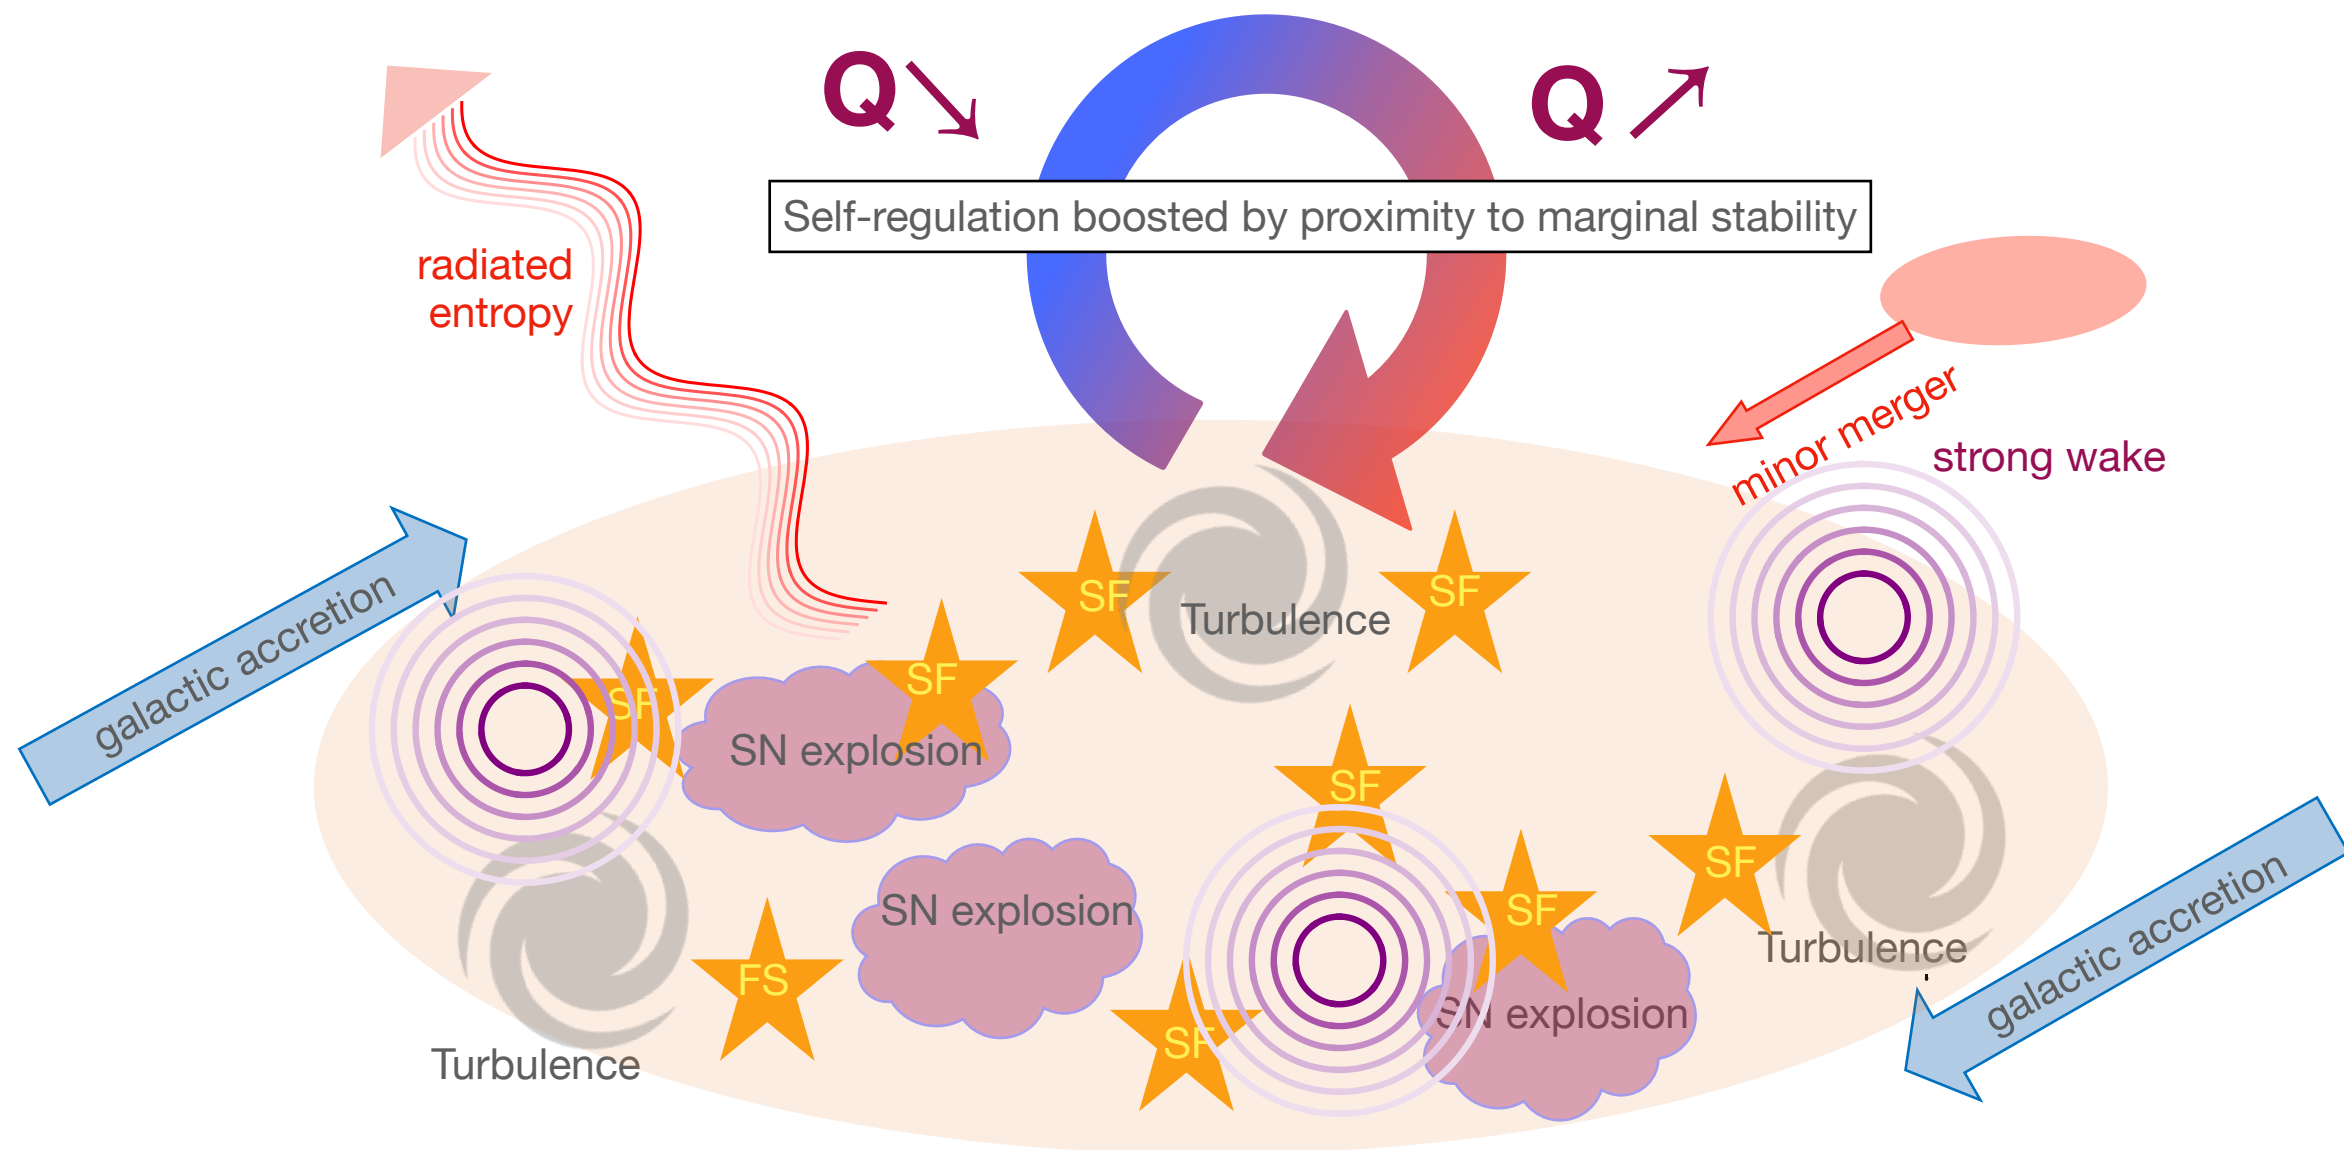 Q↘
Q↗
Self-regulation boosted by proximity to marginal stability
radiated
entropy
minor merger
strong wake
galactic accretion
SF
SF
Turbulence
SF
SF
SF
SN explosion
SF
SF
SN explosion
SF
FS
Turbulence
galactic accretion
SN explosion
SF
Turbulence